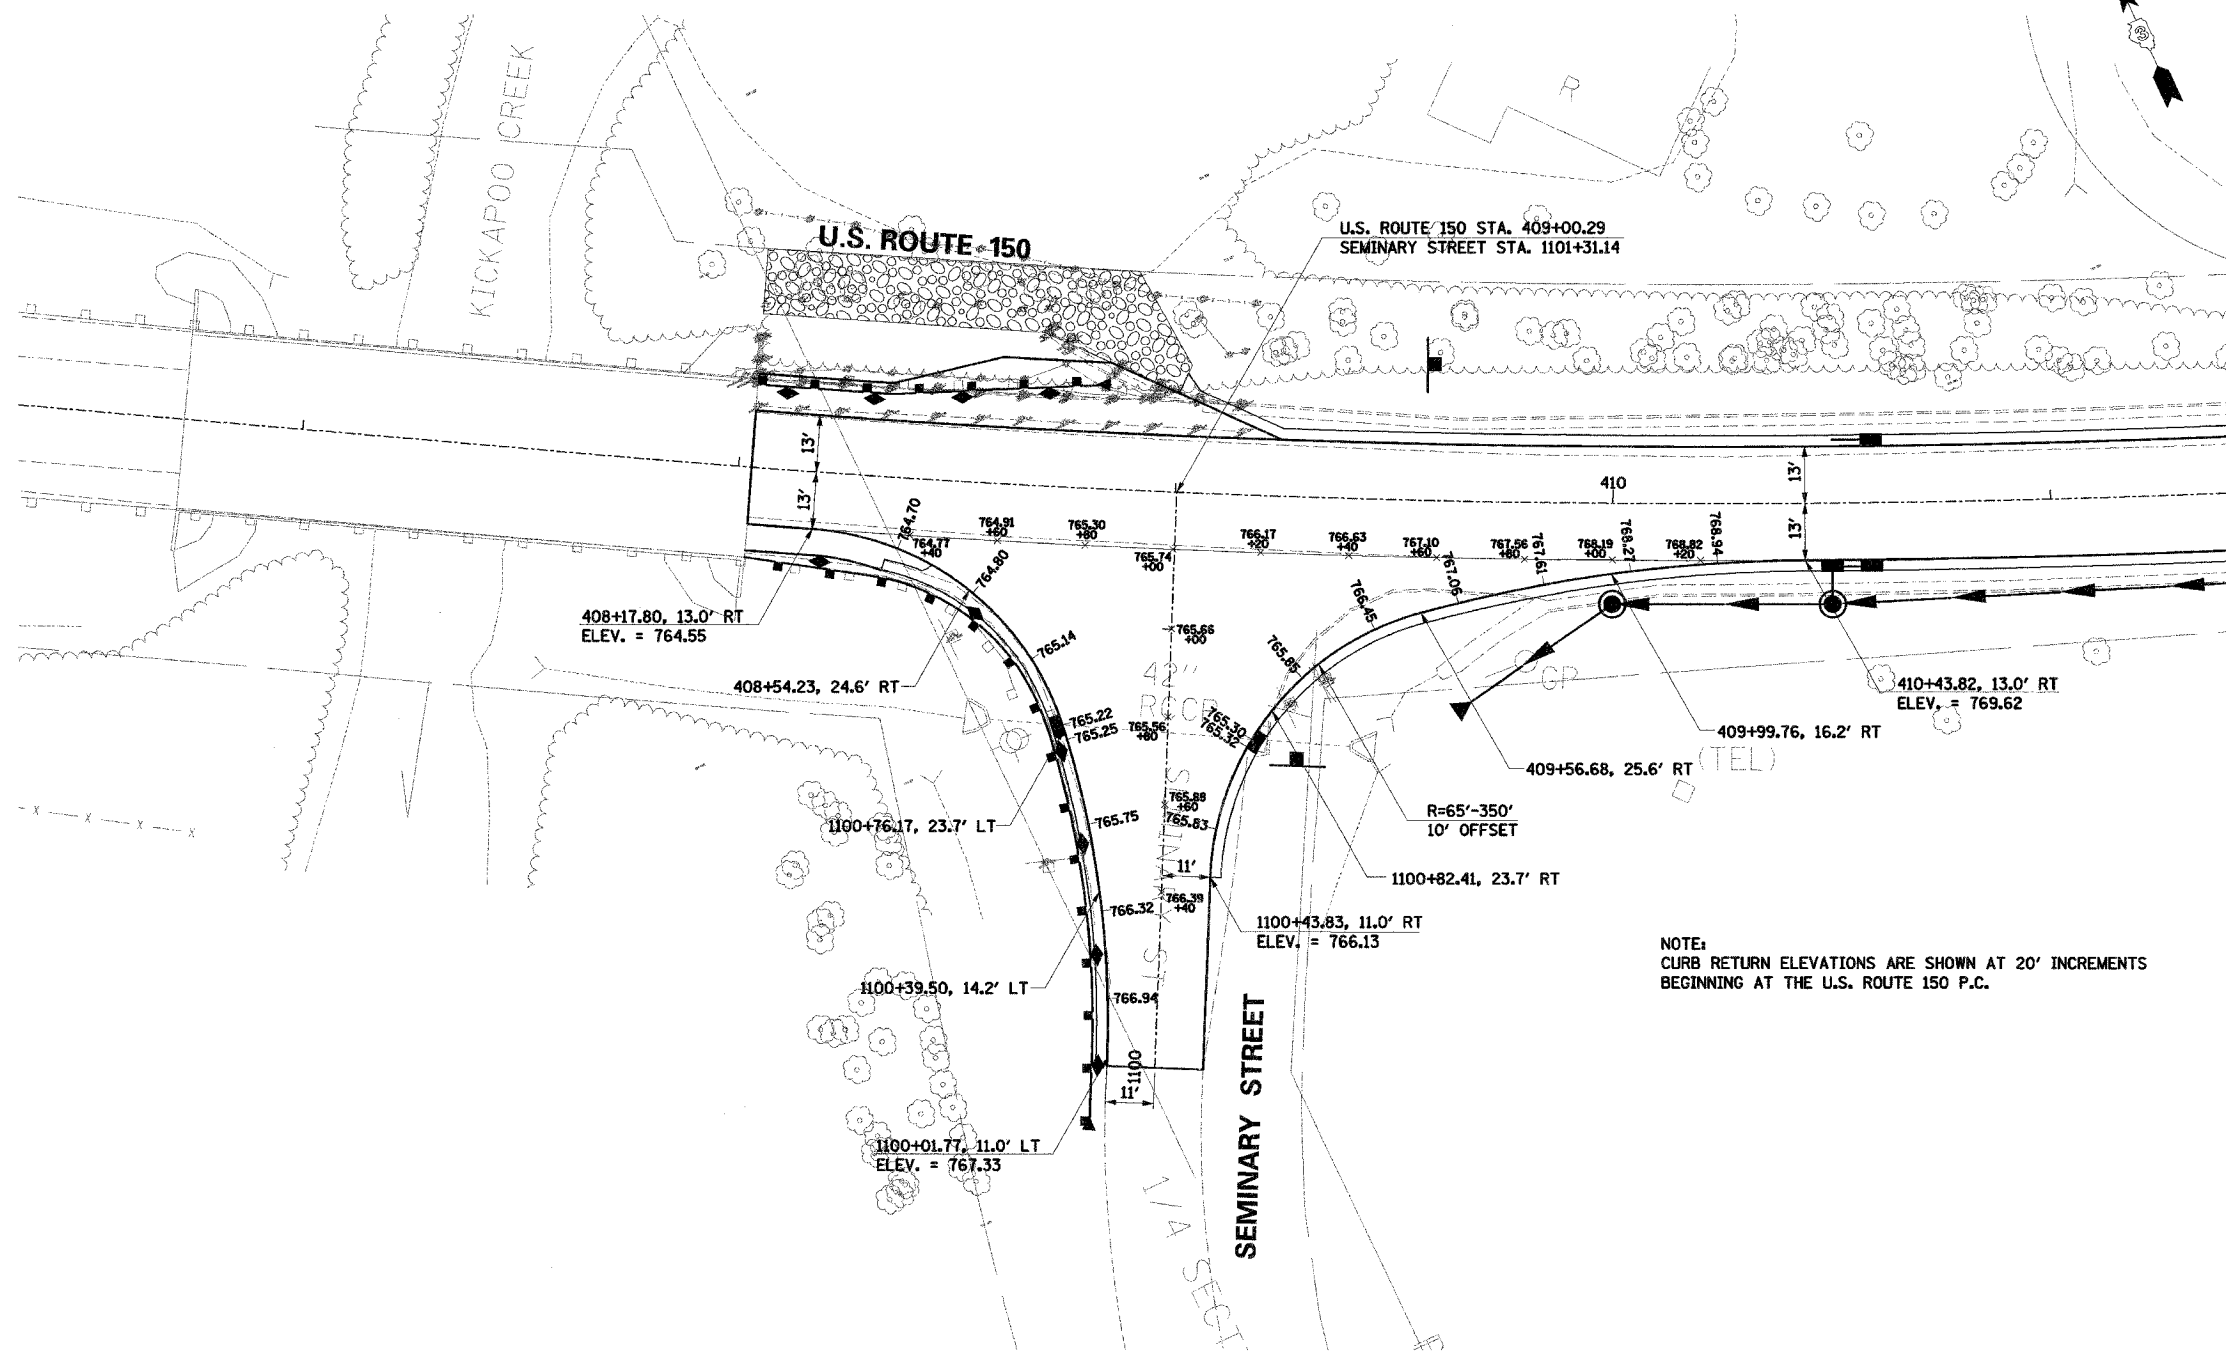 3
R
KICKAPOO CREEK
U.S. ROUTE 150
U.S. ROUTE 150 STA. 409+00.29
SEMINARY STREET STA. 1101+31.14
13'
13'
13'
13'
410
764.70
764.77
+40
764.91
+60
765.30
+80
765.74
+00
766.17
+20
766.63
+40
767.10
+60
767.56
+80
767.61
768.19
+00
768.27
768.82
+20
768.94
764.80
767.06
766.45
408+17.80, 13.0' RT
ELEV. = 764.55
765.14
765.66
+00
765.85
42"
RCCP
GP
408+54.23, 24.6' RT
410+43.82, 13.0' RT
ELEV. = 769.62
765.22
765.25
765.56
+80
765.30
765.32
409+99.76, 16.2' RT
(TEL)
409+56.68, 25.6' RT
765.88
+60
765.83
765.75
R=65'-350'
10' OFFSET
1100+76.17, 23.7' LT
11'
1100+82.41, 23.7' RT
766.32
766.39
+40
1100+43.83, 11.0' RT
ELEV. = 766.13
SEMINARY ST
NOTE:
CURB RETURN ELEVATIONS ARE SHOWN AT 20' INCREMENTS
BEGINNING AT THE U.S. ROUTE 150 P.C.
1100+39.50, 14.2' LT
766.94
1100
11'
SEMINARY STREET
1100+01.77, 11.0' LT
ELEV. = 767.33
1/4 SECT
X X X X